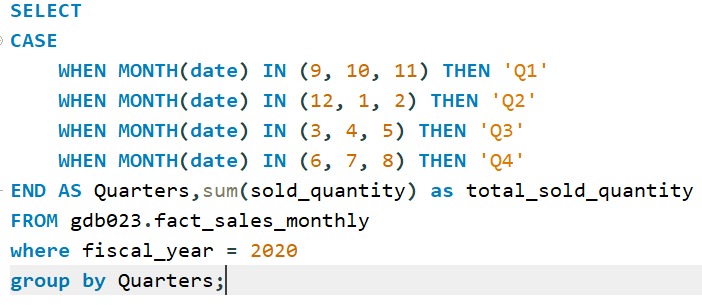 SELECT
CASE
WHEN MONTH(date) IN (9, 10, 11) THEN 'Q1'
WHEN MONTH(date) IN (12, 1, 2) THEN 'Q2'
WHEN MONTH(date) IN (3, 4, 5) THEN 'Q3'
WHEN MONTH(date) IN (6, 7, 8) THEN 'Q4'
END AS Quarters,sum(sold_quantity) as total_sold_quantity
FROM gdb023.fact_sales_monthly
where fiscal_year = 2020
group by Quarters;